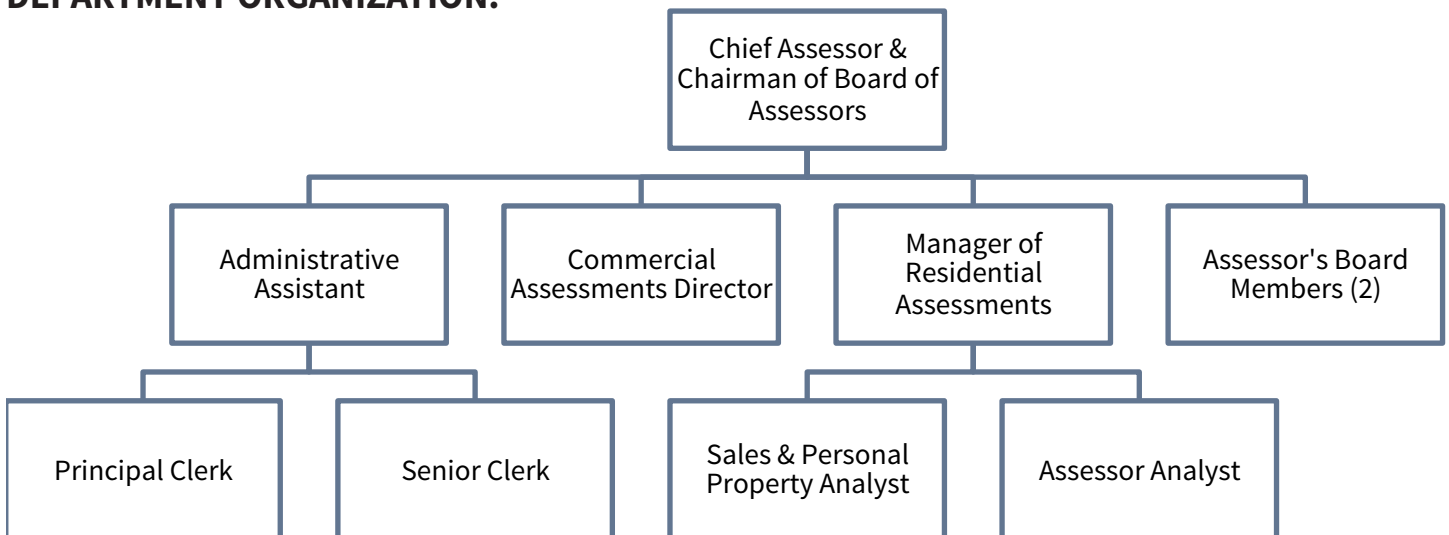 DEPARTMENT ORGANIZATION:
Chief Assessor &
Chairman of Board of
Assessors
Administrative
Assistant
Commercial
Assessments Director
Manager of
Residential
Assessments
Assessor's Board
Members (2)
Principal Clerk
Senior Clerk
Sales & Personal
Property Analyst
Assessor Analyst